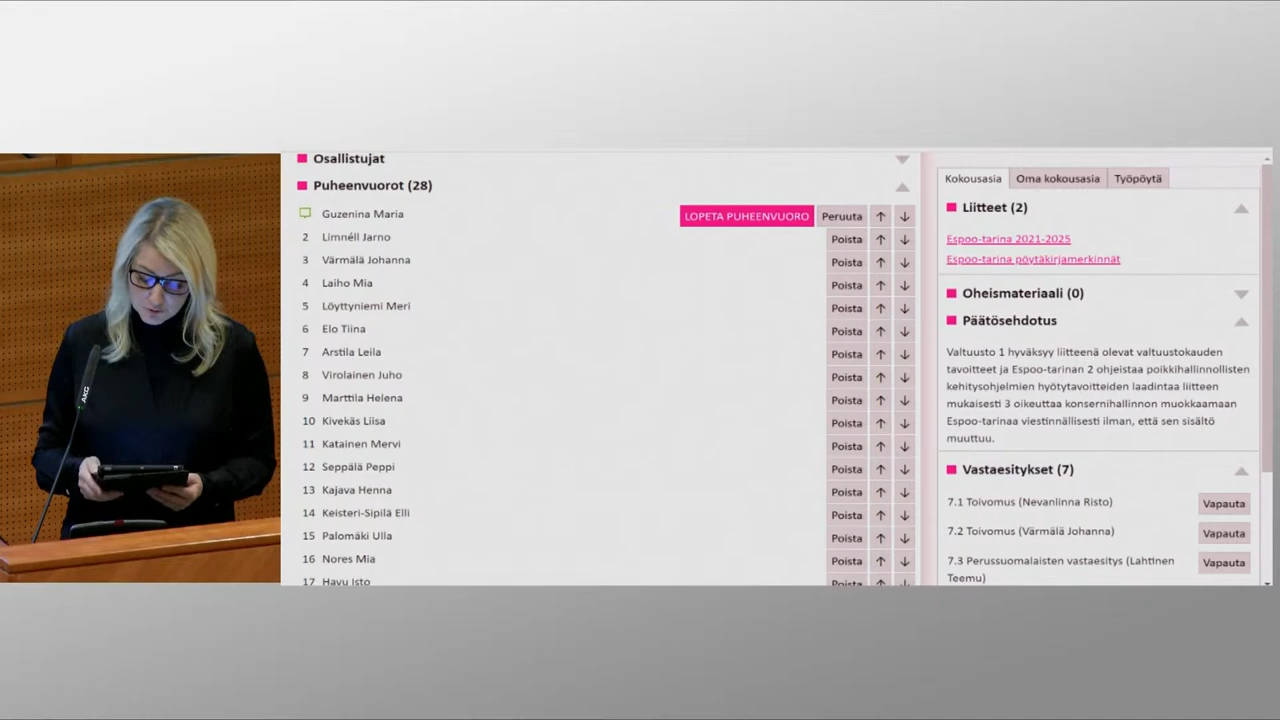 Osallistujat
Puheenvuorot (28)
Guzenina Maria LOPETA PUHEENVUORO Peruuta
2 Limnéll Jarno Poista
3 Värmälä Johanna Poista
4 Laiho Mia Poista
5 Löyttyniemi Meri Poista
6 Elo Tiina Poista
7 Arstila Leila Poista
8 Virolainen Juho Poista
9 Marttila Helena Poista
10 Kivekäs Liisa Poista
11 Katainen Mervi Poista
12 Seppälä Peppi Poista
13 Kajava Henna Poista
14 Keisteri-Sipilä Elli Poista
15 Palomäki Ulla Poista
16 Nores Mia Poista
17 Havu Isto Poista
Kokousasia Oma kokousasia Työpöytä
Liitteet (2)
Espoo-tarina 2021-2025
Espoo-tarina pöytäkirjamerkinnät
Oheismateriaali (0)
Päätösehdotus
Valtuusto 1 hyväksyy liitteenä olevat valtuustokauden
tavoitteet ja Espoo-tarinan 2 ohjeistaa poikkihallinnollisten
kehitysohjelmien hyötytavoitteiden laadintaa liitteen
mukaisesti 3 oikeuttaa konsernihallinnon muokkaamaan
Espoo-tarinaa viestinnällisesti ilman, että sen sisältö
muuttuu.
Vastaesitykset (7)
7.1 Toivomus (Nevanlinna Risto) Vapauta
7.2 Toivomus (Värmälä Johanna) Vapauta
7.3 Perussuomalaisten vastaesitys (Lahtinen Vapauta
Teemu)
AKG